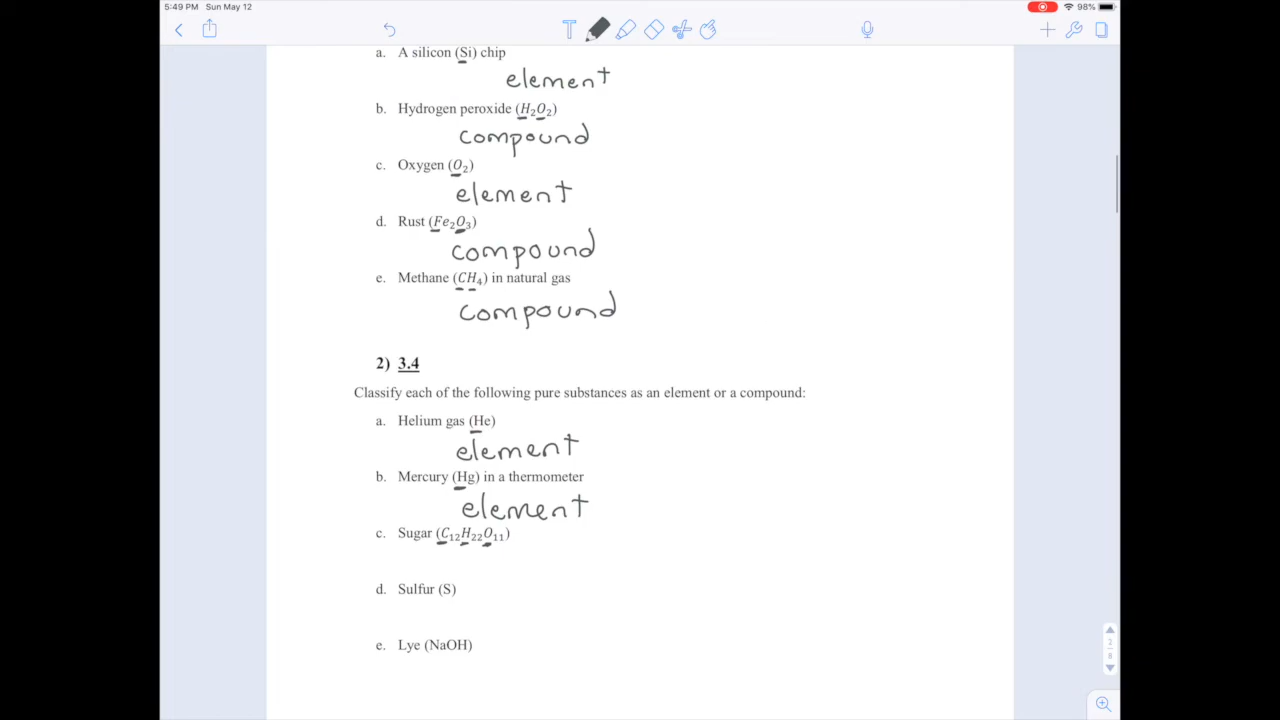 5:49 PM Sun May 12
98%
a. A silicon (Si) chip
element
b. Hydrogen peroxide (H₂O₂)
compound
c. Oxygen (O₂)
element
d. Rust (Fe₂O₃)
compound
e. Methane (CH₄) in natural gas
compound
2) 3.4
Classify each of the following pure substances as an element or a compound:
a. Helium gas (He)
element
b. Mercury (Hg) in a thermometer
element
c. Sugar (C₁₂H₂₂O₁₁)
d. Sulfur (S)
e. Lye (NaOH)
2
8